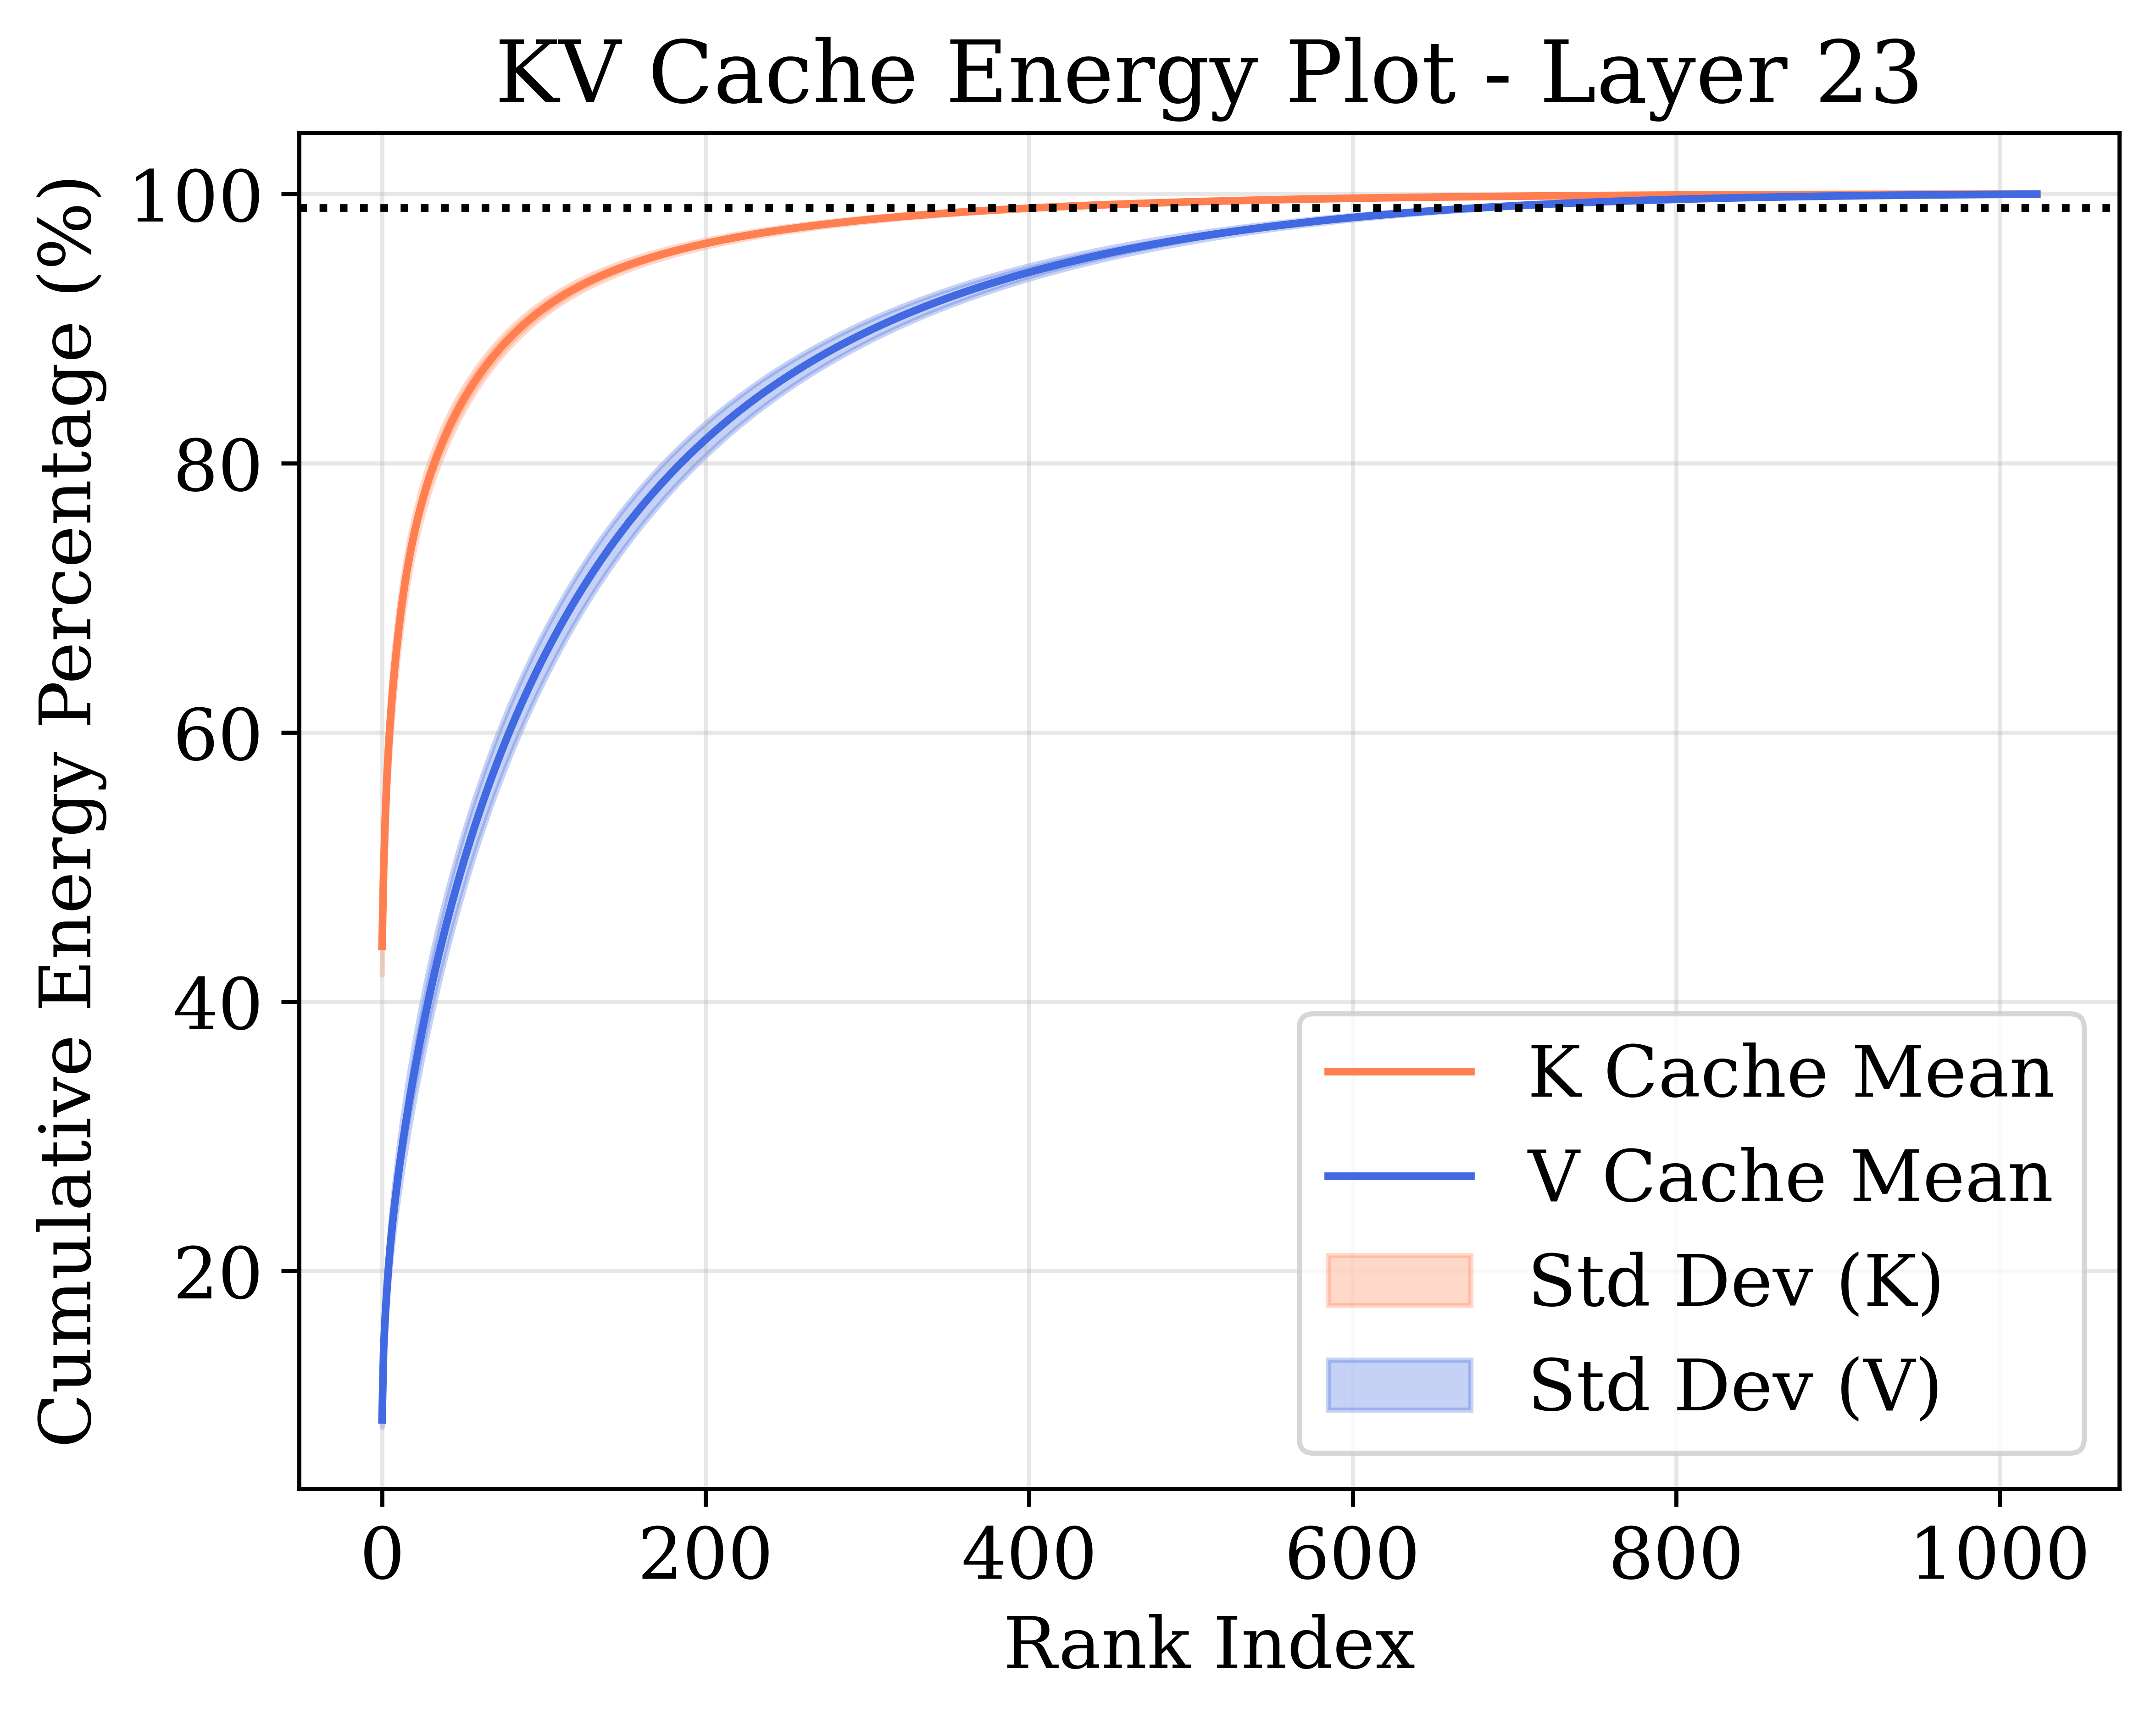 KV Cache Energy Plot - Layer 23
Cumulative Energy Percentage (%)
100
80
60
40
20
K Cache Mean
V Cache Mean
Std Dev (K)
Std Dev (V)
0 200 400 600 800 1000
Rank Index